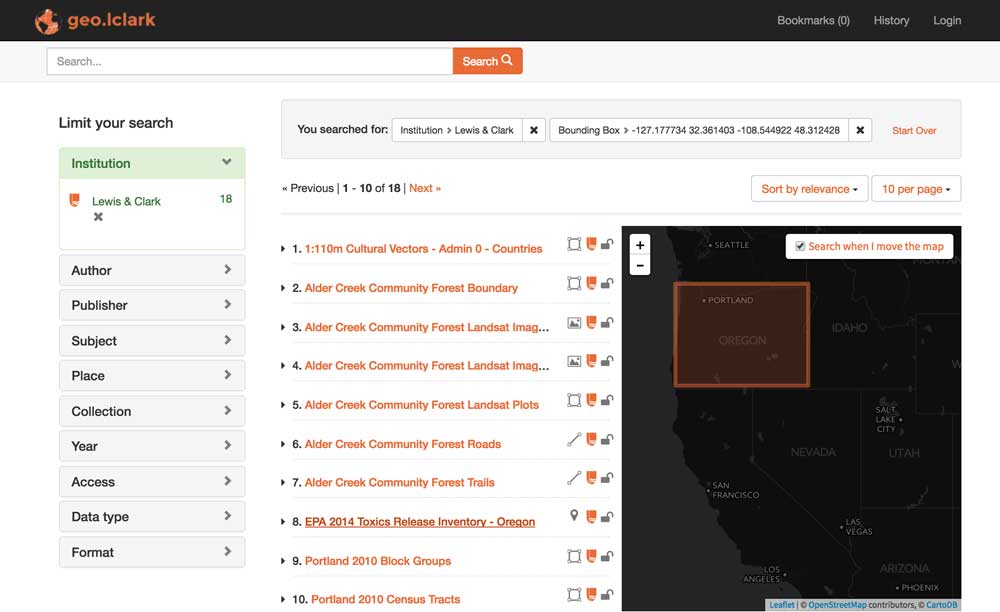 geo.lclark
Bookmarks (0) History Login
Search...
Search
Limit your search
Institution
Lewis & Clark 18
Author
Publisher
Subject
Place
Collection
Year
Access
Data type
Format
You searched for: Institution > Lewis & Clark ✖ Bounding Box > -127.177734 32.361403 -108.544922 48.312428 ✖ Start Over
« Previous | 1 - 10 of 18 | Next »
Sort by relevance
10 per page
1. 1:110m Cultural Vectors - Admin 0 - Countries
2. Alder Creek Community Forest Boundary
3. Alder Creek Community Forest Landsat Imag...
4. Alder Creek Community Forest Landsat Imag...
5. Alder Creek Community Forest Landsat Plots
6. Alder Creek Community Forest Roads
7. Alder Creek Community Forest Trails
8. EPA 2014 Toxics Release Inventory - Oregon
9. Portland 2010 Block Groups
10. Portland 2010 Census Tracts
+
−
Search when I move the map
SEATTLE
PORTLAND
OREGON
IDAHO
SALT
LAKE
CITY
NEVADA
UTAH
SAN
FRANCISCO
LAS
VEGAS
LOS
ANGELES
ARIZONA
PHOENIX
Leaflet | © OpenStreetMap contributors, © CartoDB